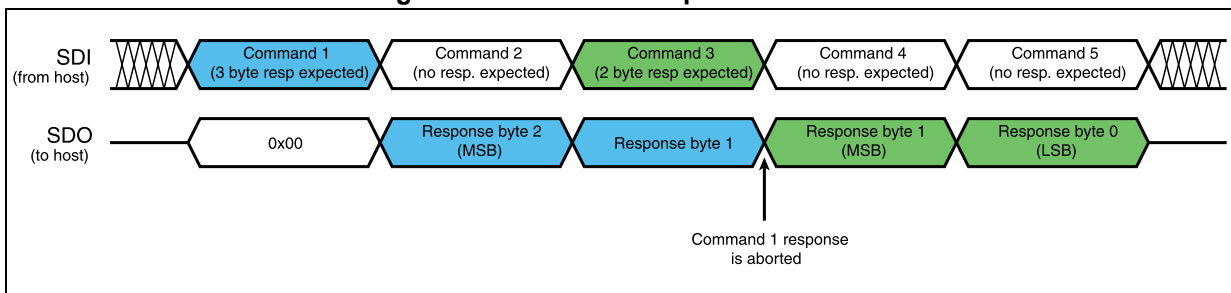 SDI
(from host)
Command 1
(3 byte resp expected)
Command 2
(no resp. expected)
Command 3
(2 byte resp expected)
Command 4
(no resp. expected)
Command 5
(no resp. expected)
SDO
(to host)
0x00
Response byte 2
(MSB)
Response byte 1
Response byte 1
(MSB)
Response byte 0
(LSB)
Command 1 response
is aborted